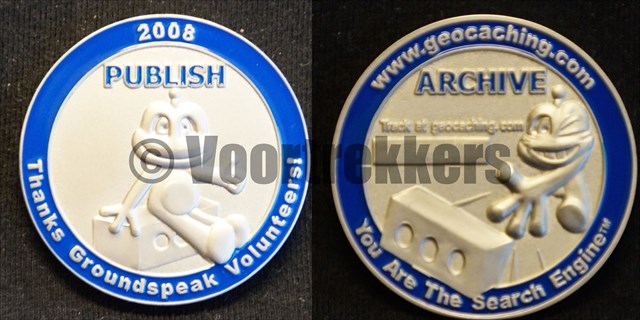 2008
PUBLISH
Thanks Groundspeak Volunteers!
www.geocaching.com
ARCHIVE
Track at geocaching.com
You Are The Search Engine™
© Voortrekkers